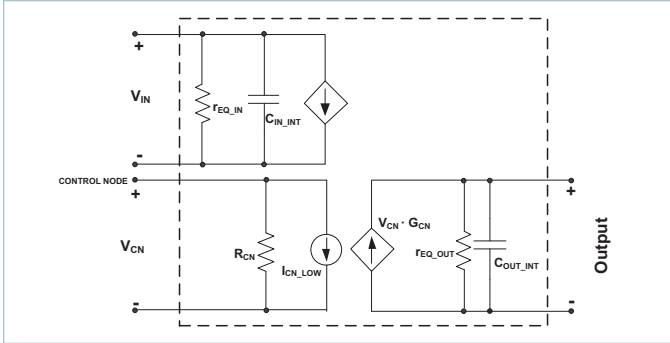 +
V_IN
r_EQ_IN
C_IN_INT
-
CONTROL NODE
+
V_CN
R_CN
I_CN_LOW
-
V_CN · G_CN
r_EQ_OUT
C_OUT_INT
+
Output
-